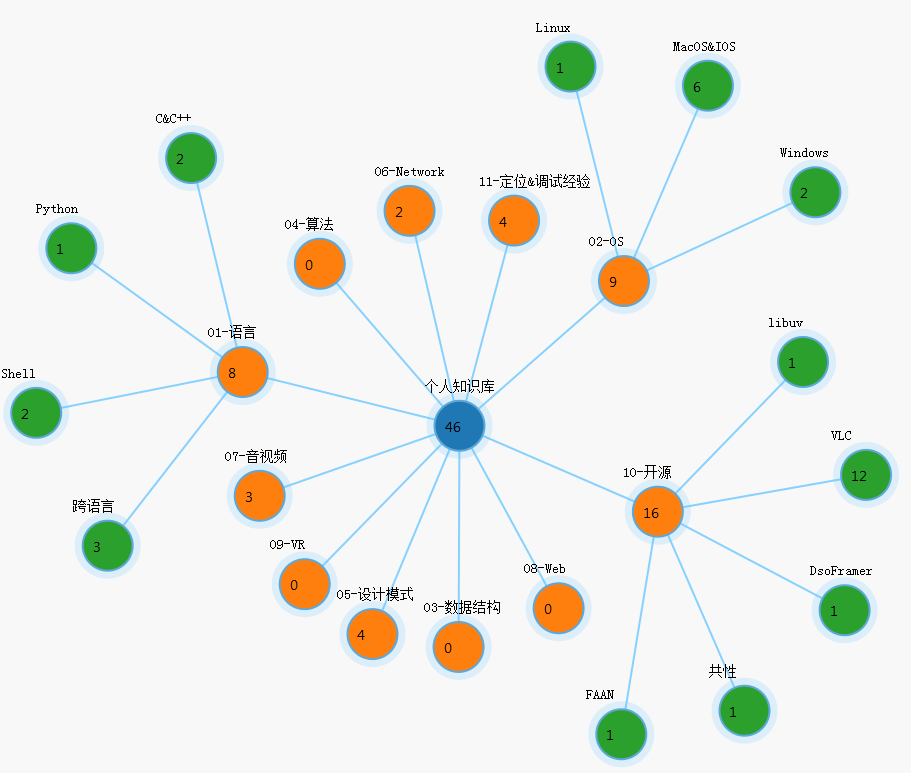 Linux
1
MacOS&IOS
6
C&C++
2
Windows
2
06-Network
2
11-定位&调试经验
4
Python
1
04-算法
0
02-OS
9
01-语言
8
libuv
1
Shell
2
个人知识库
46
VLC
12
07-音视频
3
10-开源
16
跨语言
3
09-VR
0
05-设计模式
4
03-数据结构
0
08-Web
0
DsoFramer
1
共性
1
FAAN
1